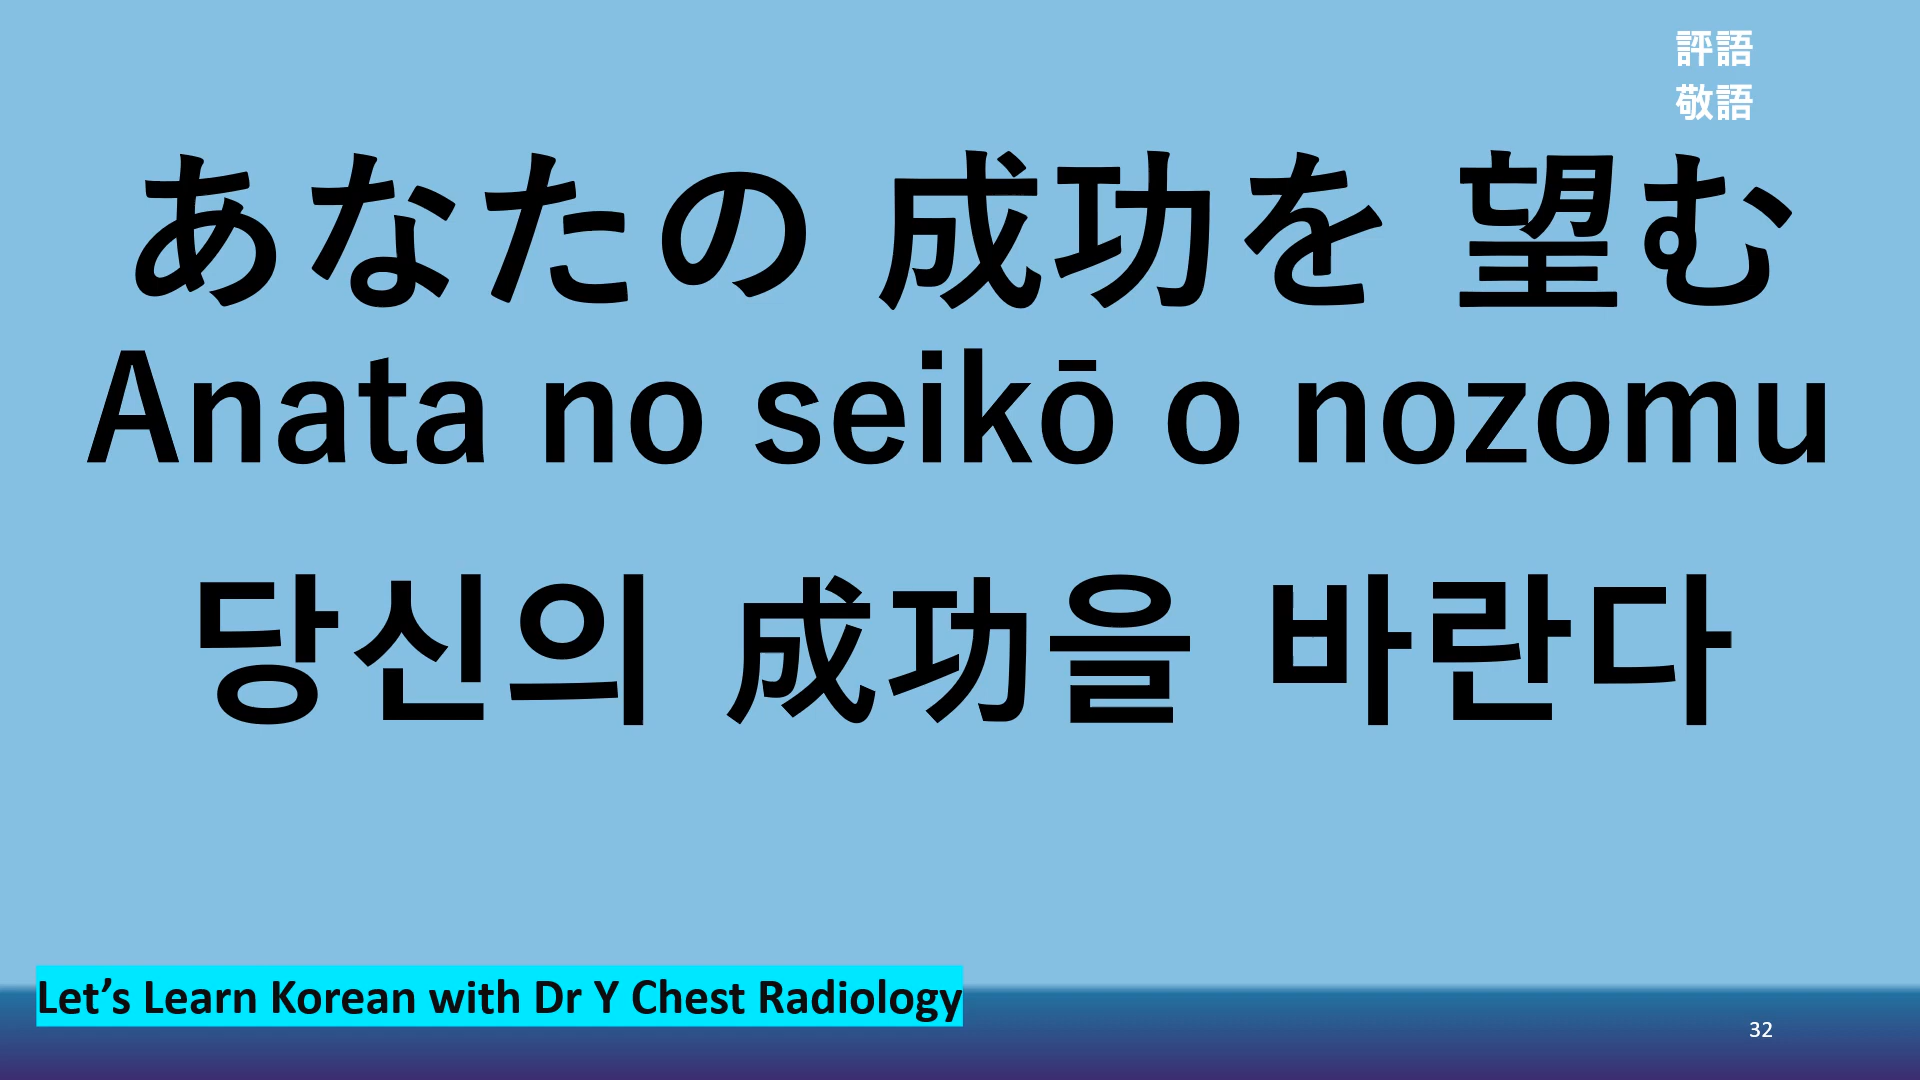 評語
敬語
あなたの 成功を 望む
Anata no seikō o nozomu
당신의 成功을 바란다
Let’s Learn Korean with Dr Y Chest Radiology
32